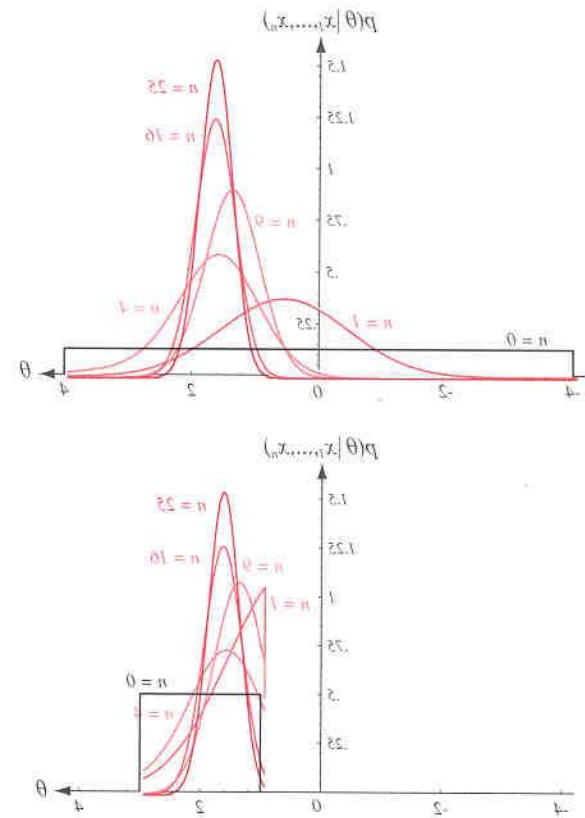 p(θ | x₁,...,xₙ)
1.5
n = 25
1.25
n = 16
1
.75
n = 9
.5
n = 1
n = 4
.25
n = 0
-4 -2 0 2 4 θ
p(θ | x₁,...,xₙ)
1.5
n = 25
1.25
n = 9 n = 16
1
n = 1
.75
n = 0
.5
n = 4
.25
-4 -2 0 2 4 θ